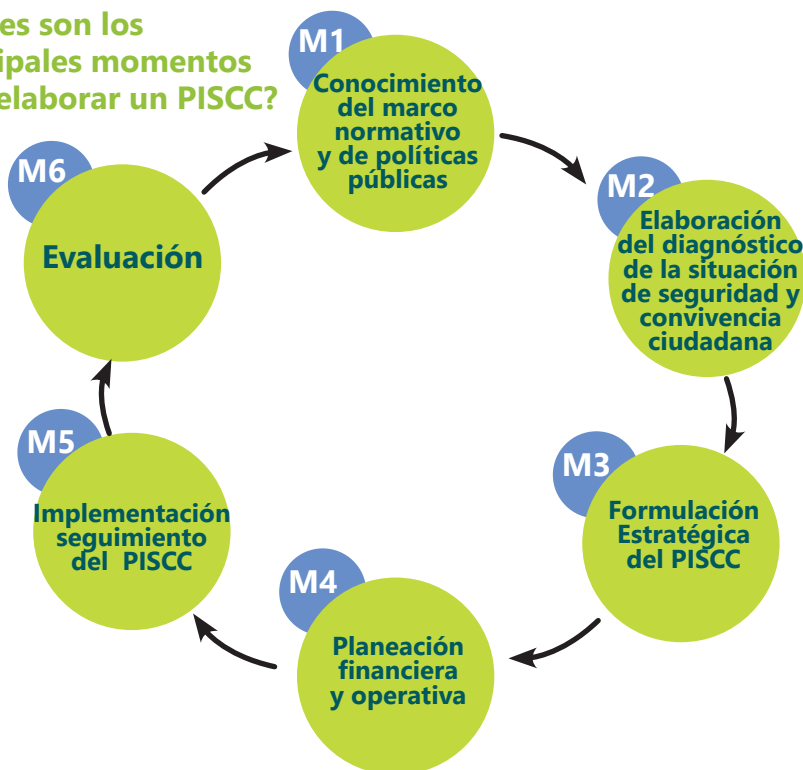 es son los
ipales momentos
elaborar un PISCC?
M1
Conocimiento
del marco
normativo
y de políticas
públicas
M2
Elaboración
del diagnóstico
de la situación
de seguridad y
convivencia
ciudadana
M3
Formulación
Estratégica
del PISCC
M4
Planeación
financiera
y operativa
M5
Implementación
seguimiento
del PISCC
M6
Evaluación